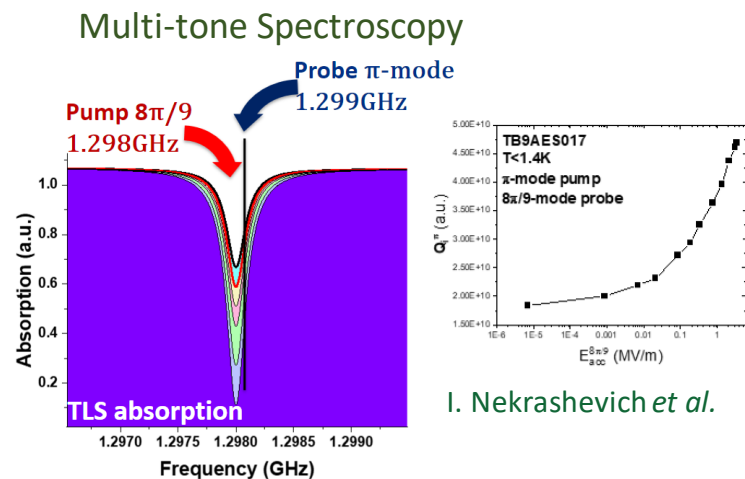 Multi-tone Spectroscopy
Probe π-mode
1.299GHz
Pump 8π/9
1.298GHz
Absorption (a.u.)
1.0
0.8
0.6
0.4
0.2
TLS absorption
1.2970 1.2975 1.2980 1.2985 1.2990
Frequency (GHz)
5.00E+10
4.50E+10
4.00E+10
3.50E+10
3.00E+10
2.50E+10
2.00E+10
1.50E+10
Qᵢπ (a.u.)
TB9AES017
T<1.4K
π-mode pump
8π/9-mode probe
1E-6 1E-5 1E-4 0.001 0.01 0.1 1
E acc 8π/9 (MV/m)
I. Nekrashevich et al.